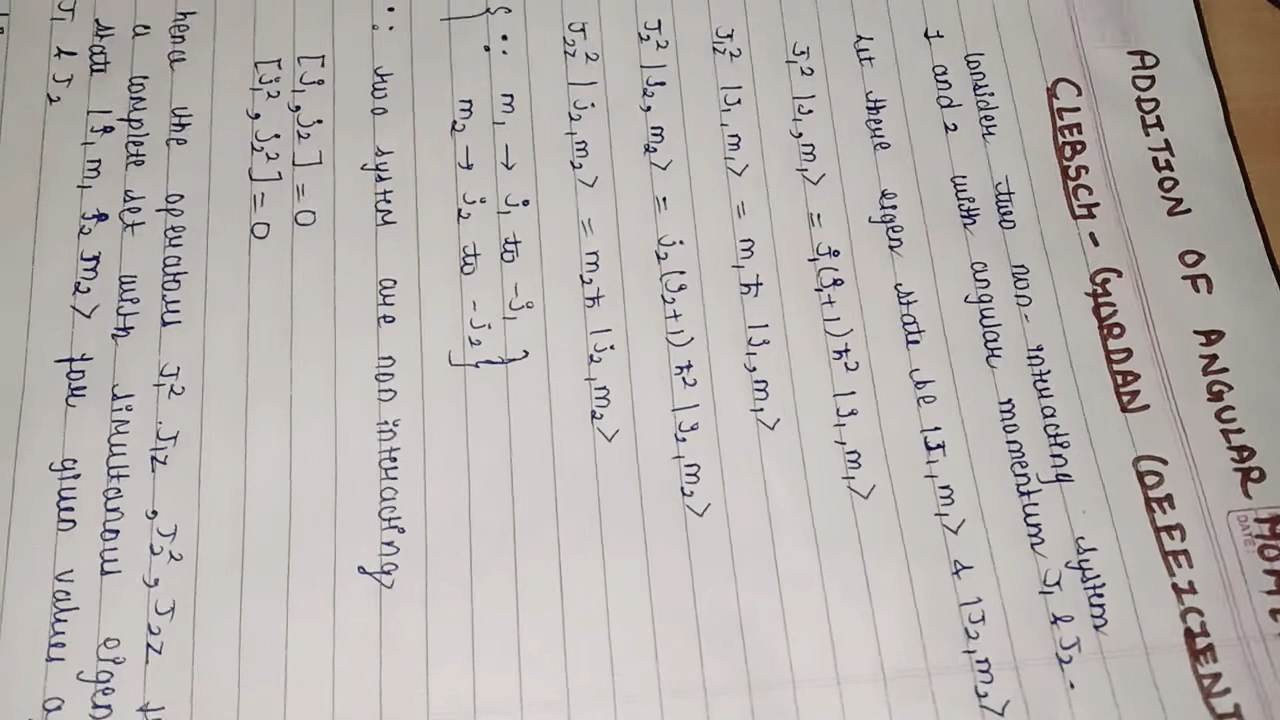 ADDITION OF ANGULAR MOME
DATE
CLEBSCH - GORDAN COEFFICIENT
Consider two non-interacting system
1 and 2 with angular momentum J₁ & J₂.
let there eigen state be |J₁, m₁> & |J₂, m₂>
J₁² |J₁, m₁> = j₁(j₁+1) ħ² |J₁, m₁>
J₁z² |J₁, m₁> = m₁ ħ |J₁, m₁>
J₂² |J₂, m₂> = j₂(j₂+1) ħ² |J₂, m₂>
J₂z² |j₂, m₂> = m₂ ħ |j₂, m₂>
{ ∵ m₁ → j₁ to -j₁ }
} m₂ → j₂ to -j₂ {
∵ two system are non interacting
[j₁, j₂] = 0
[j₁², j₂²] = 0
hence the operators J₁² J₁z, J₂², J₂z
a complete set with simultanous eigen
state |j₁ m₁ j₂ m₂> for given values
J₁ & J₂